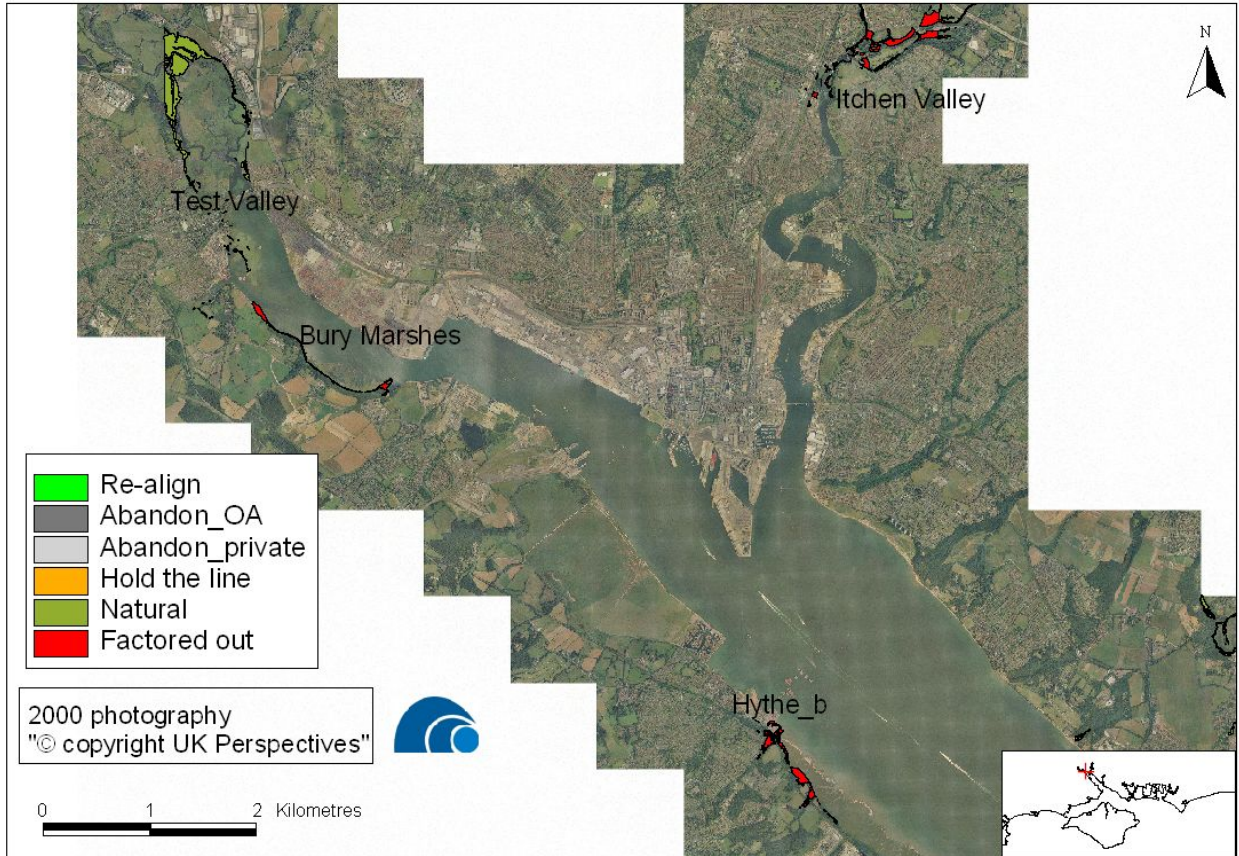 N
Itchen Valley
Test Valley
Bury Marshes
Re-align
Abandon_OA
Abandon_private
Hold the line
Natural
Factored out
Hythe_b
2000 photography
"© copyright UK Perspectives"
0 1 2 Kilometres